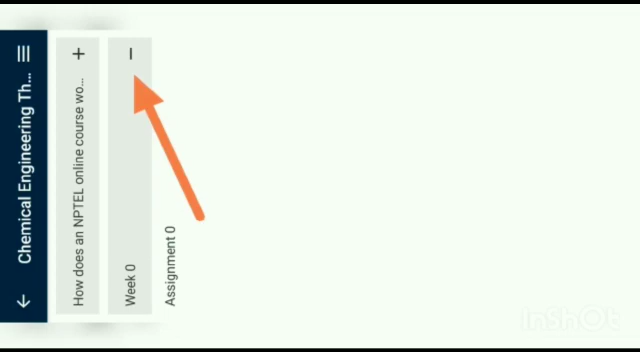 Chemical Engineering Th...
How does an NPTEL online course wo...
Week 0
Assignment 0
InShOt